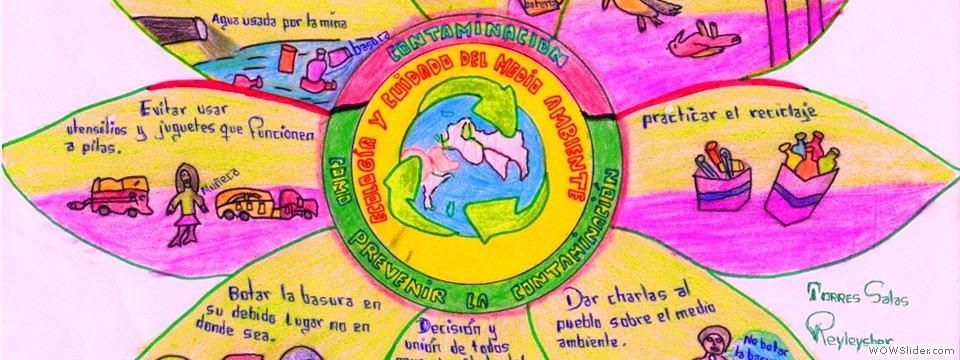 Agua usada por la mina
basura
batería
CONTAMINACIÓN
ECOLOGÍA Y CUIDADO DEL MEDIO AMBIENTE
COMO PREVENIR LA CONTAMINACIÓN
Evitar usar
utensilios y juguetes que funcionen
a pilas.
Muñeca
practicar el reciclaje
Botar la basura en
su debido lugar no en
donde sea.
Decisión y
unión de todos
Dar charlas al
pueblo sobre el medio
ambiente.
No botar
la basura
TORRES Salas
Reyleysher
WOWSlider.com